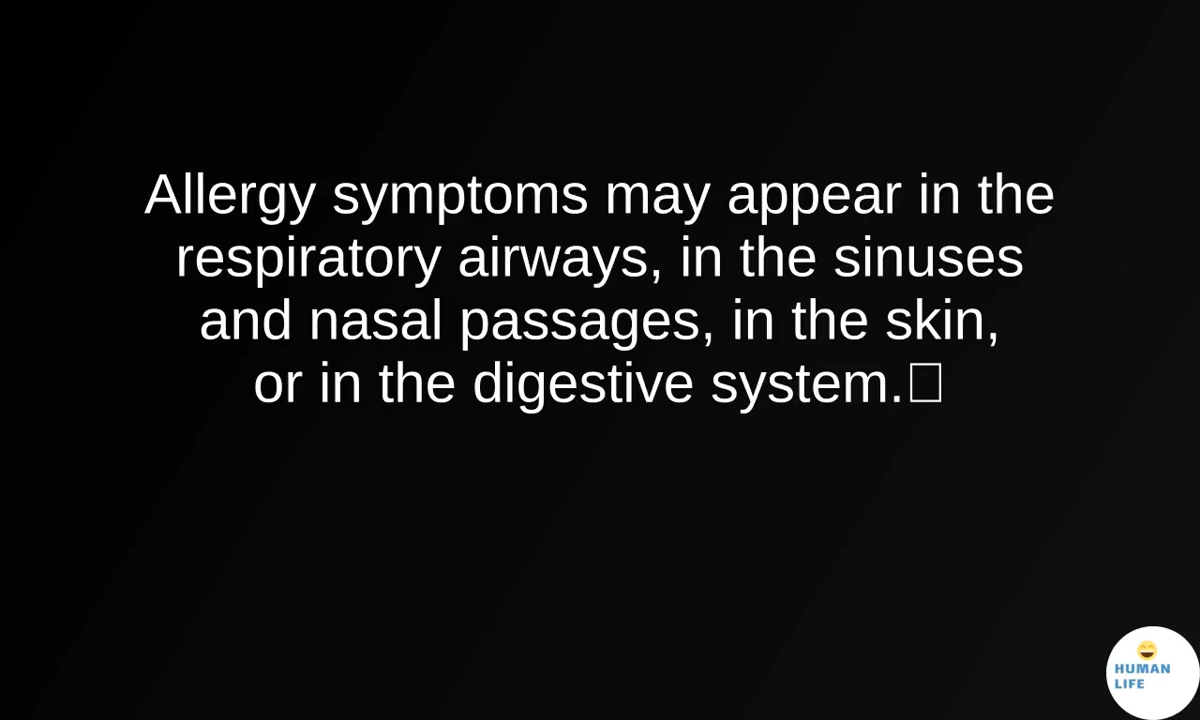 Allergy symptoms may appear in the
respiratory airways, in the sinuses
and nasal passages, in the skin,
or in the digestive system.
HUMAN
LIFE